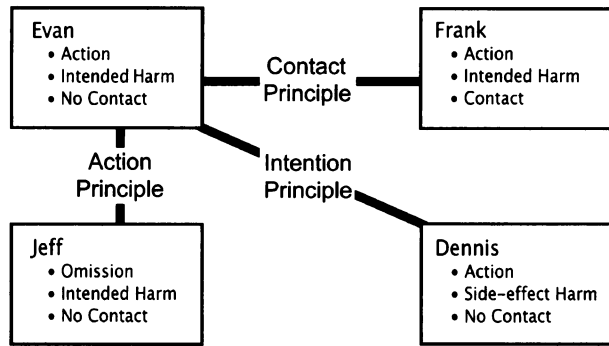 Evan
• Action
• Intended Harm
• No Contact
Contact
Principle
Frank
• Action
• Intended Harm
• Contact
Action
Principle
Intention
Principle
Jeff
• Omission
• Intended Harm
• No Contact
Dennis
• Action
• Side-effect Harm
• No Contact